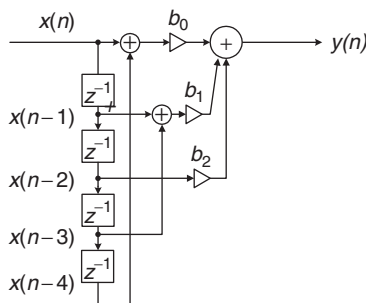 x(n)
b₀
y(n)
z⁻¹
+
b₁
x(n−1)
z⁻¹
b₂
x(n−2)
z⁻¹
x(n−3)
z⁻¹
x(n−4)